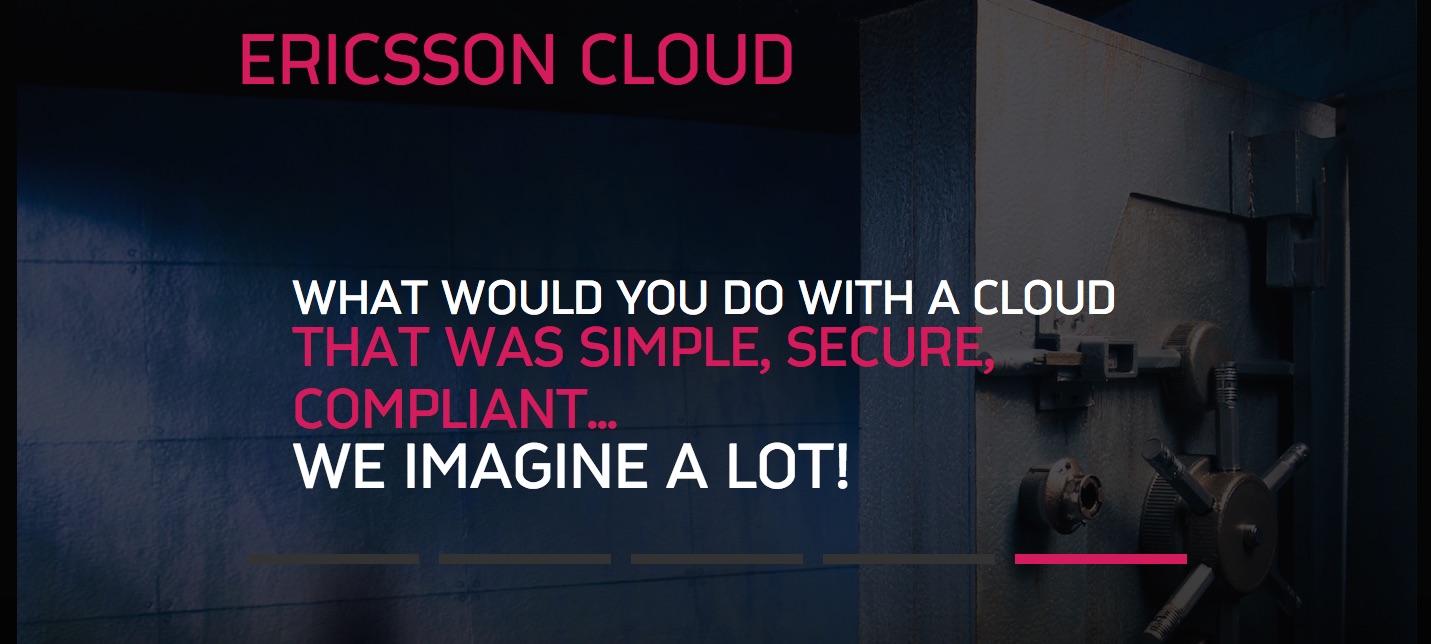 ERICSSON CLOUD
WHAT WOULD YOU DO WITH A CLOUD
THAT WAS SIMPLE, SECURE,
COMPLIANT...
WE IMAGINE A LOT!